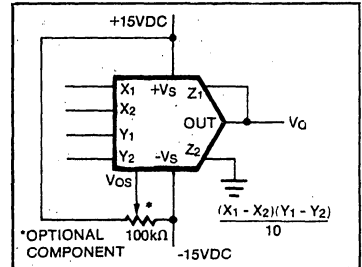 +15VDC
X1 +VS Z1
X2
OUT VO
Y1
Z2
Y2 -VS
VOS
*
(X1 - X2)(Y1 - Y2)
10
*OPTIONAL
COMPONENT
100kΩ
-15VDC